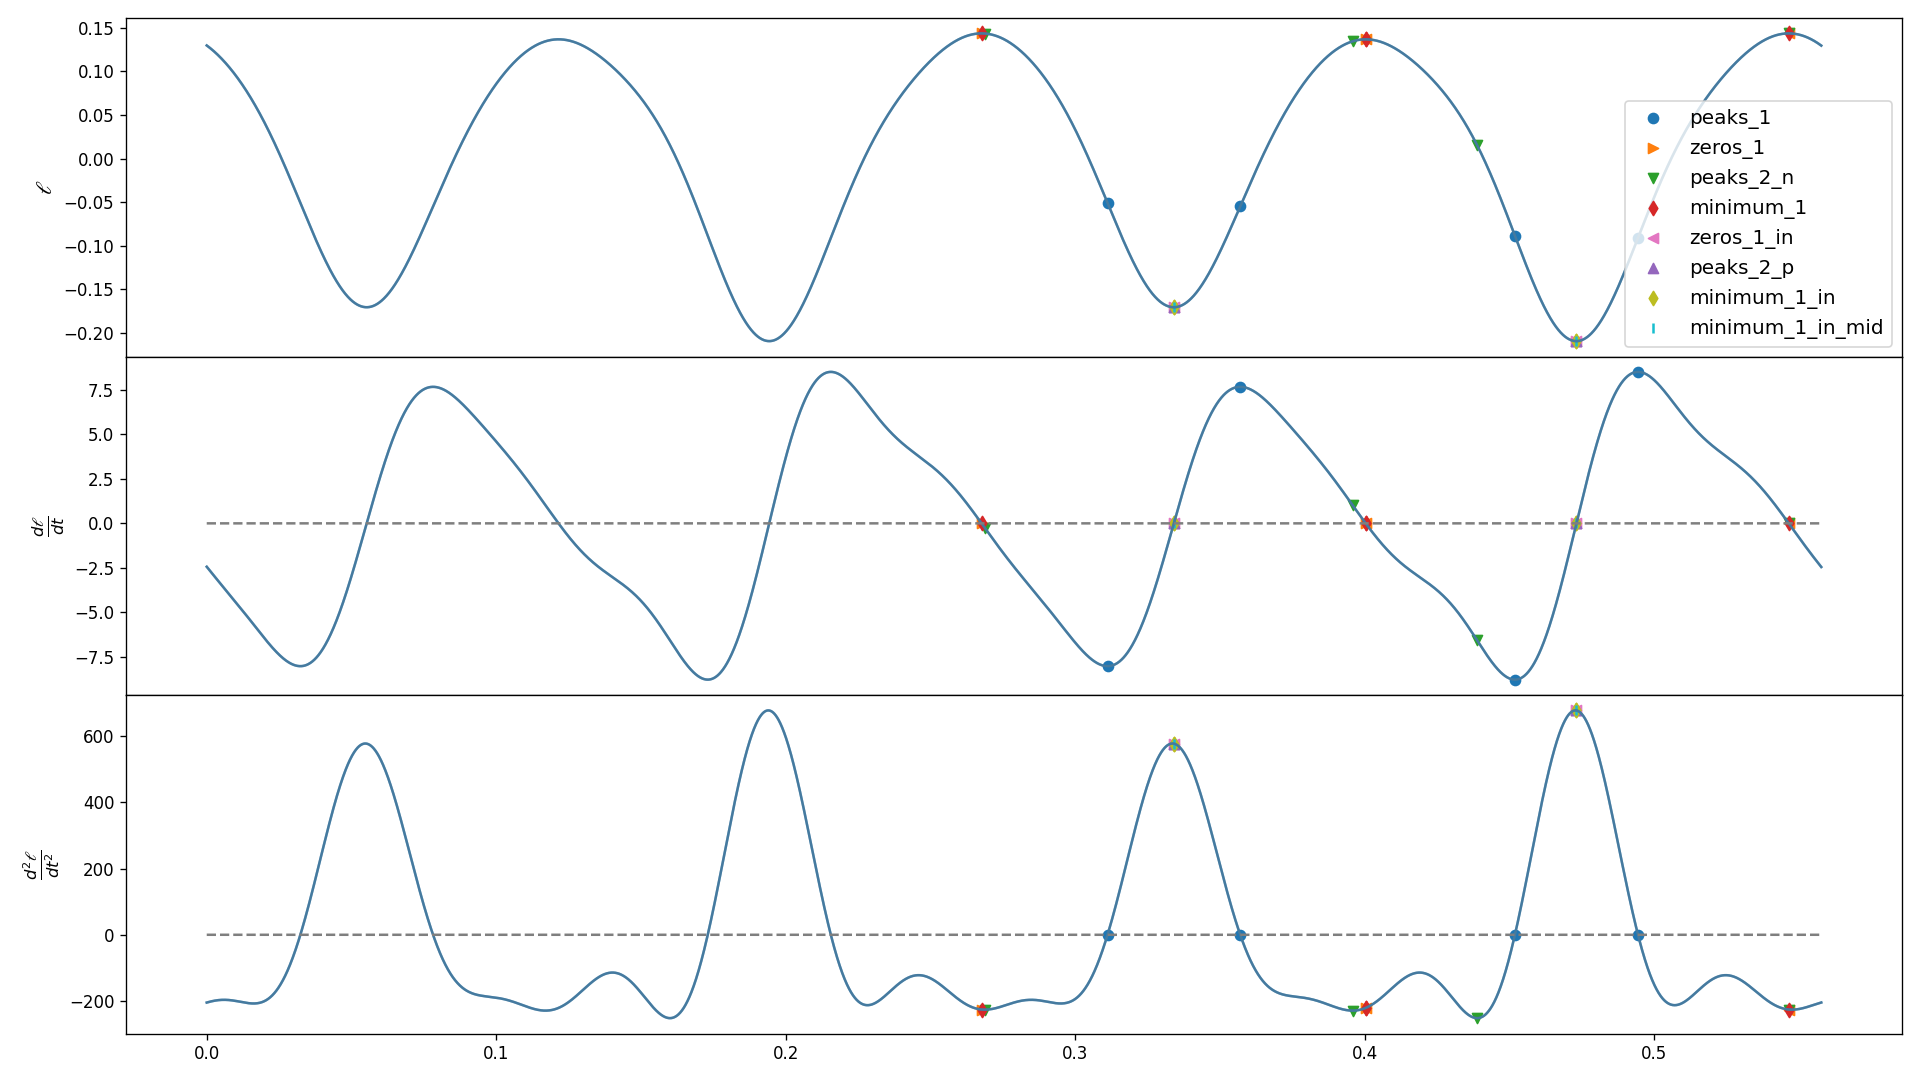 0.15
0.10
0.05
0.00
−0.05
−0.10
−0.15
−0.20
ℓ
peaks_1
zeros_1
peaks_2_n
minimum_1
zeros_1_in
peaks_2_p
minimum_1_in
minimum_1_in_mid
7.5
5.0
2.5
0.0
−2.5
−5.0
−7.5
dℓ
dt
600
400
200
0
−200
d²ℓ
dt²
0.0 0.1 0.2 0.3 0.4 0.5